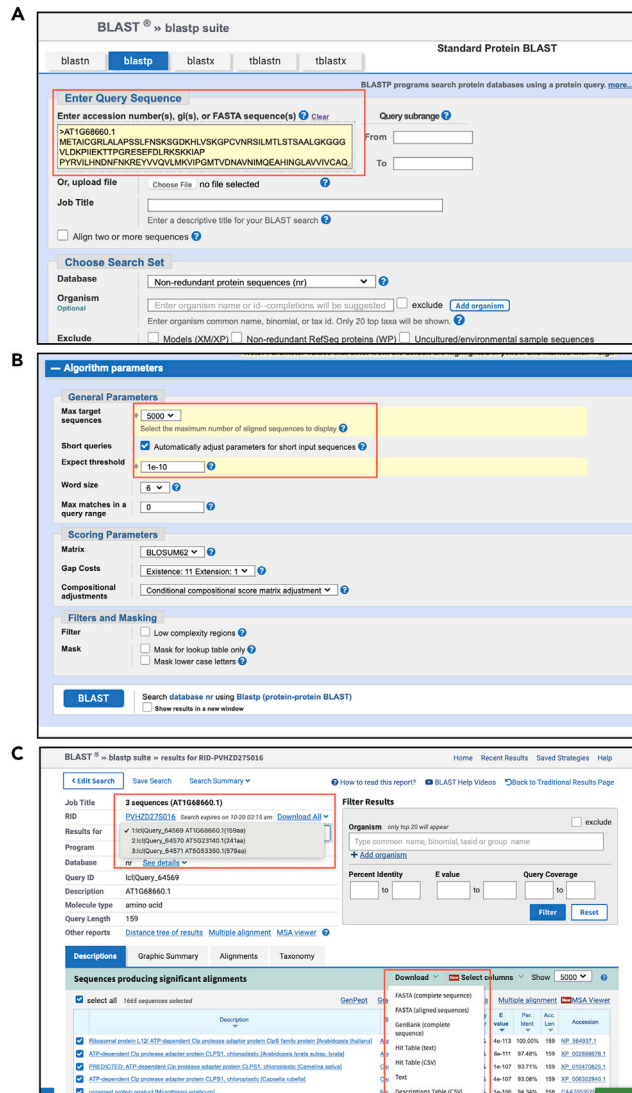 A
BLAST ® » blastp suite
Standard Protein BLAST
blastn blastp blastx tblastn tblastx
BLASTP programs search protein databases using a protein query. more...
Enter Query Sequence
Enter accession number(s), gi(s), or FASTA sequence(s) Clear Query subrange
>AT1G68660.1
METAICGRLALAPSSLFNSKSGDKHLVSKGPCVNRSILMTLSTSAALGKGGG
VLDKPIIEKTTPGRESEFDLRKSKKIAP
PYRVILHNDNFNKREYVVQVLMKVIPGMTVDNAVNIMQEAHINGLAVVIVCAQ
From
To
Or, upload file Choose File no file selected
Job Title
Enter a descriptive title for your BLAST search
Align two or more sequences
Choose Search Set
Database Non-redundant protein sequences (nr)
Organism
Optional
Enter organism name or id--completions will be suggested exclude Add organism
Enter organism common name, binomial, or tax id. Only 20 top taxa will be shown.
Exclude Models (XM/XP) Non-redundant RefSeq proteins (WP) Uncultured/environmental sample sequences
B
Algorithm parameters
General Parameters
Max target sequences 5000
Select the maximum number of aligned sequences to display
Short queries Automatically adjust parameters for short input sequences
Expect threshold 1e-10
Word size 6
Max matches in a query range 0
Scoring Parameters
Matrix BLOSUM62
Gap Costs Existence: 11 Extension: 1
Compositional adjustments Conditional compositional score matrix adjustment
Filters and Masking
Filter Low complexity regions
Mask Mask for lookup table only
Mask lower case letters
BLAST Search database nr using Blastp (protein-protein BLAST)
Show results in a new window
C
BLAST ® » blastp suite » results for RID-PVHZD27S016 Home Recent Results Saved Strategies Help
‹ Edit Search Save Search Search Summary How to read this report? BLAST Help Videos Back to Traditional Results Page
Job Title 3 sequences (AT1G68660.1)
RID PVHZD27S016 Search expires on 10-20 03:15 am Download All
Results for 1:lcl|Query_64569 AT1G68660.1(159aa)
2:lcl|Query_64570 AT5G23140.1(241aa)
3:lcl|Query_64571 AT5G53350.1(579aa)
Program
Database nr See details
Query ID lcl|Query_64569
Description AT1G68660.1
Molecule type amino acid
Query Length 159
Other reports Distance tree of results Multiple alignment MSA viewer
Filter Results
Organism only top 20 will appear exclude
Type common name, binomial, taxid or group name
+ Add organism
Percent Identity E value Query Coverage
to to to
Filter Reset
Descriptions Graphic Summary Alignments Taxonomy
Sequences producing significant alignments Download Select columns Show 5000
select all 1665 sequences selected GenPept Multiple alignment MSA Viewer
FASTA (complete sequence)
FASTA (aligned sequences)
GenBank (complete sequence)
Hit Table (text)
Hit Table (CSV)
Text
Descriptions Table (CSV)
Description E value Per. Ident Acc. Len Accession
Ribosomal protein L12/ ATP-dependent Clp protease adapter protein ClpS family protein [Arabidopsis thaliana] 4e-113 100.00% 159 NP_564937.1
ATP-dependent Clp protease adapter protein CLPS1, chloroplastic [Arabidopsis lyrata subsp. lyrata] 8e-111 97.48% 159 XP_002888676.1
PREDICTED: ATP-dependent Clp protease adapter protein CLPS1, chloroplastic [Camelina sativa] 1e-107 93.71% 159 XP_010470825.1
ATP-dependent Clp protease adapter protein CLPS1, chloroplastic [Capsella rubella] 4e-107 93.08% 159 XP_006302940.1
unnamed protein product [Microthlaspi erraticum] 1e-106 94.34% 159